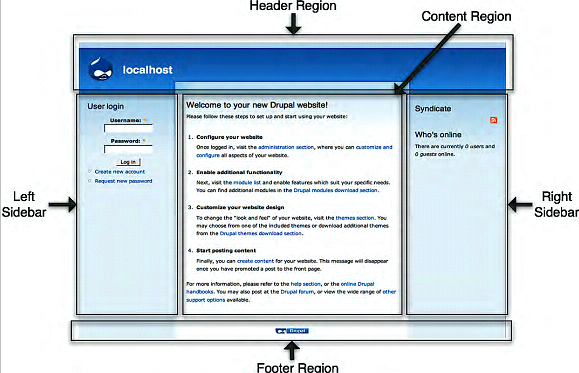 Header Region
Content Region
localhost
User login
Username: *
Password: *
Log in
Create new account
Request new password
Left
Sidebar
Welcome to your new Drupal website!
Please follow these steps to set up and start using your website:
1. Configure your website
Once logged in, visit the administration section, where you can customize and
configure all aspects of your website.
2. Enable additional functionality
Next, visit the module list and enable features which suit your specific needs.
You can find additional modules in the Drupal modules download section.
3. Customize your website design
To change the "look and feel" of your website, visit the themes section. You
may choose from one of the included themes or download additional themes
from the Drupal themes download section.
4. Start posting content
Finally, you can create content for your website. This message will disappear
once you have promoted a post to the front page.
For more information, please refer to the help section, or the online Drupal
handbooks. You may also post at the Drupal forum, or view the wide range of other
support options available.
Syndicate
Who's online
There are currently 0 users and
0 guests online.
Right
Sidebar
Drupal
Footer Region